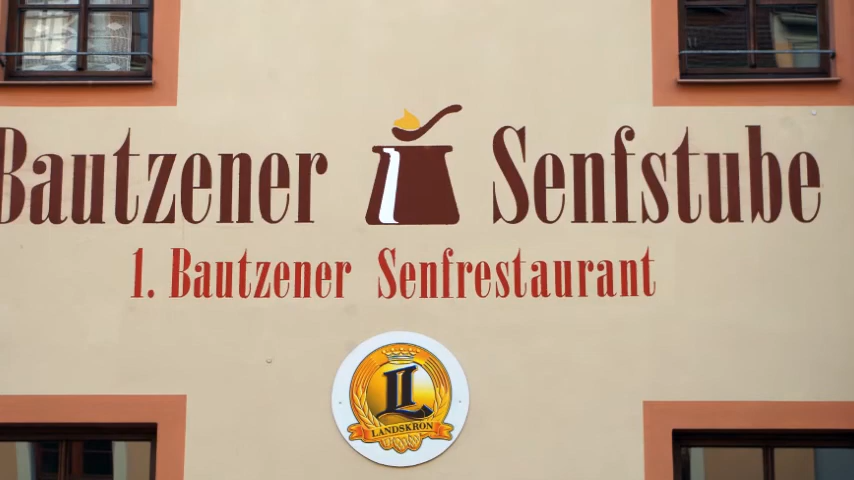 Bautzener Senfstube
1. Bautzener Senfrestaurant
L
LANDSKRON